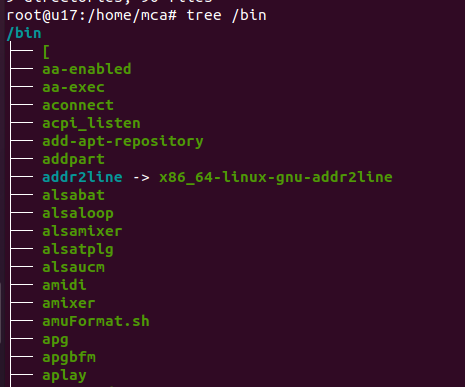 root@u17:/home/mca# tree /bin
/bin
├── [
├── aa-enabled
├── aa-exec
├── aconnect
├── acpi_listen
├── add-apt-repository
├── addpart
├── addr2line -> x86_64-linux-gnu-addr2line
├── alsabat
├── alsaloop
├── alsamixer
├── alsatplg
├── alsaucm
├── amidi
├── amixer
├── amuFormat.sh
├── apg
├── apgbfm
├── aplay